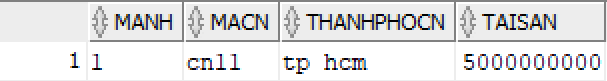 MANH MACN THANHPHOCN TAISAN
1 1 cn11 tp hcm 5000000000